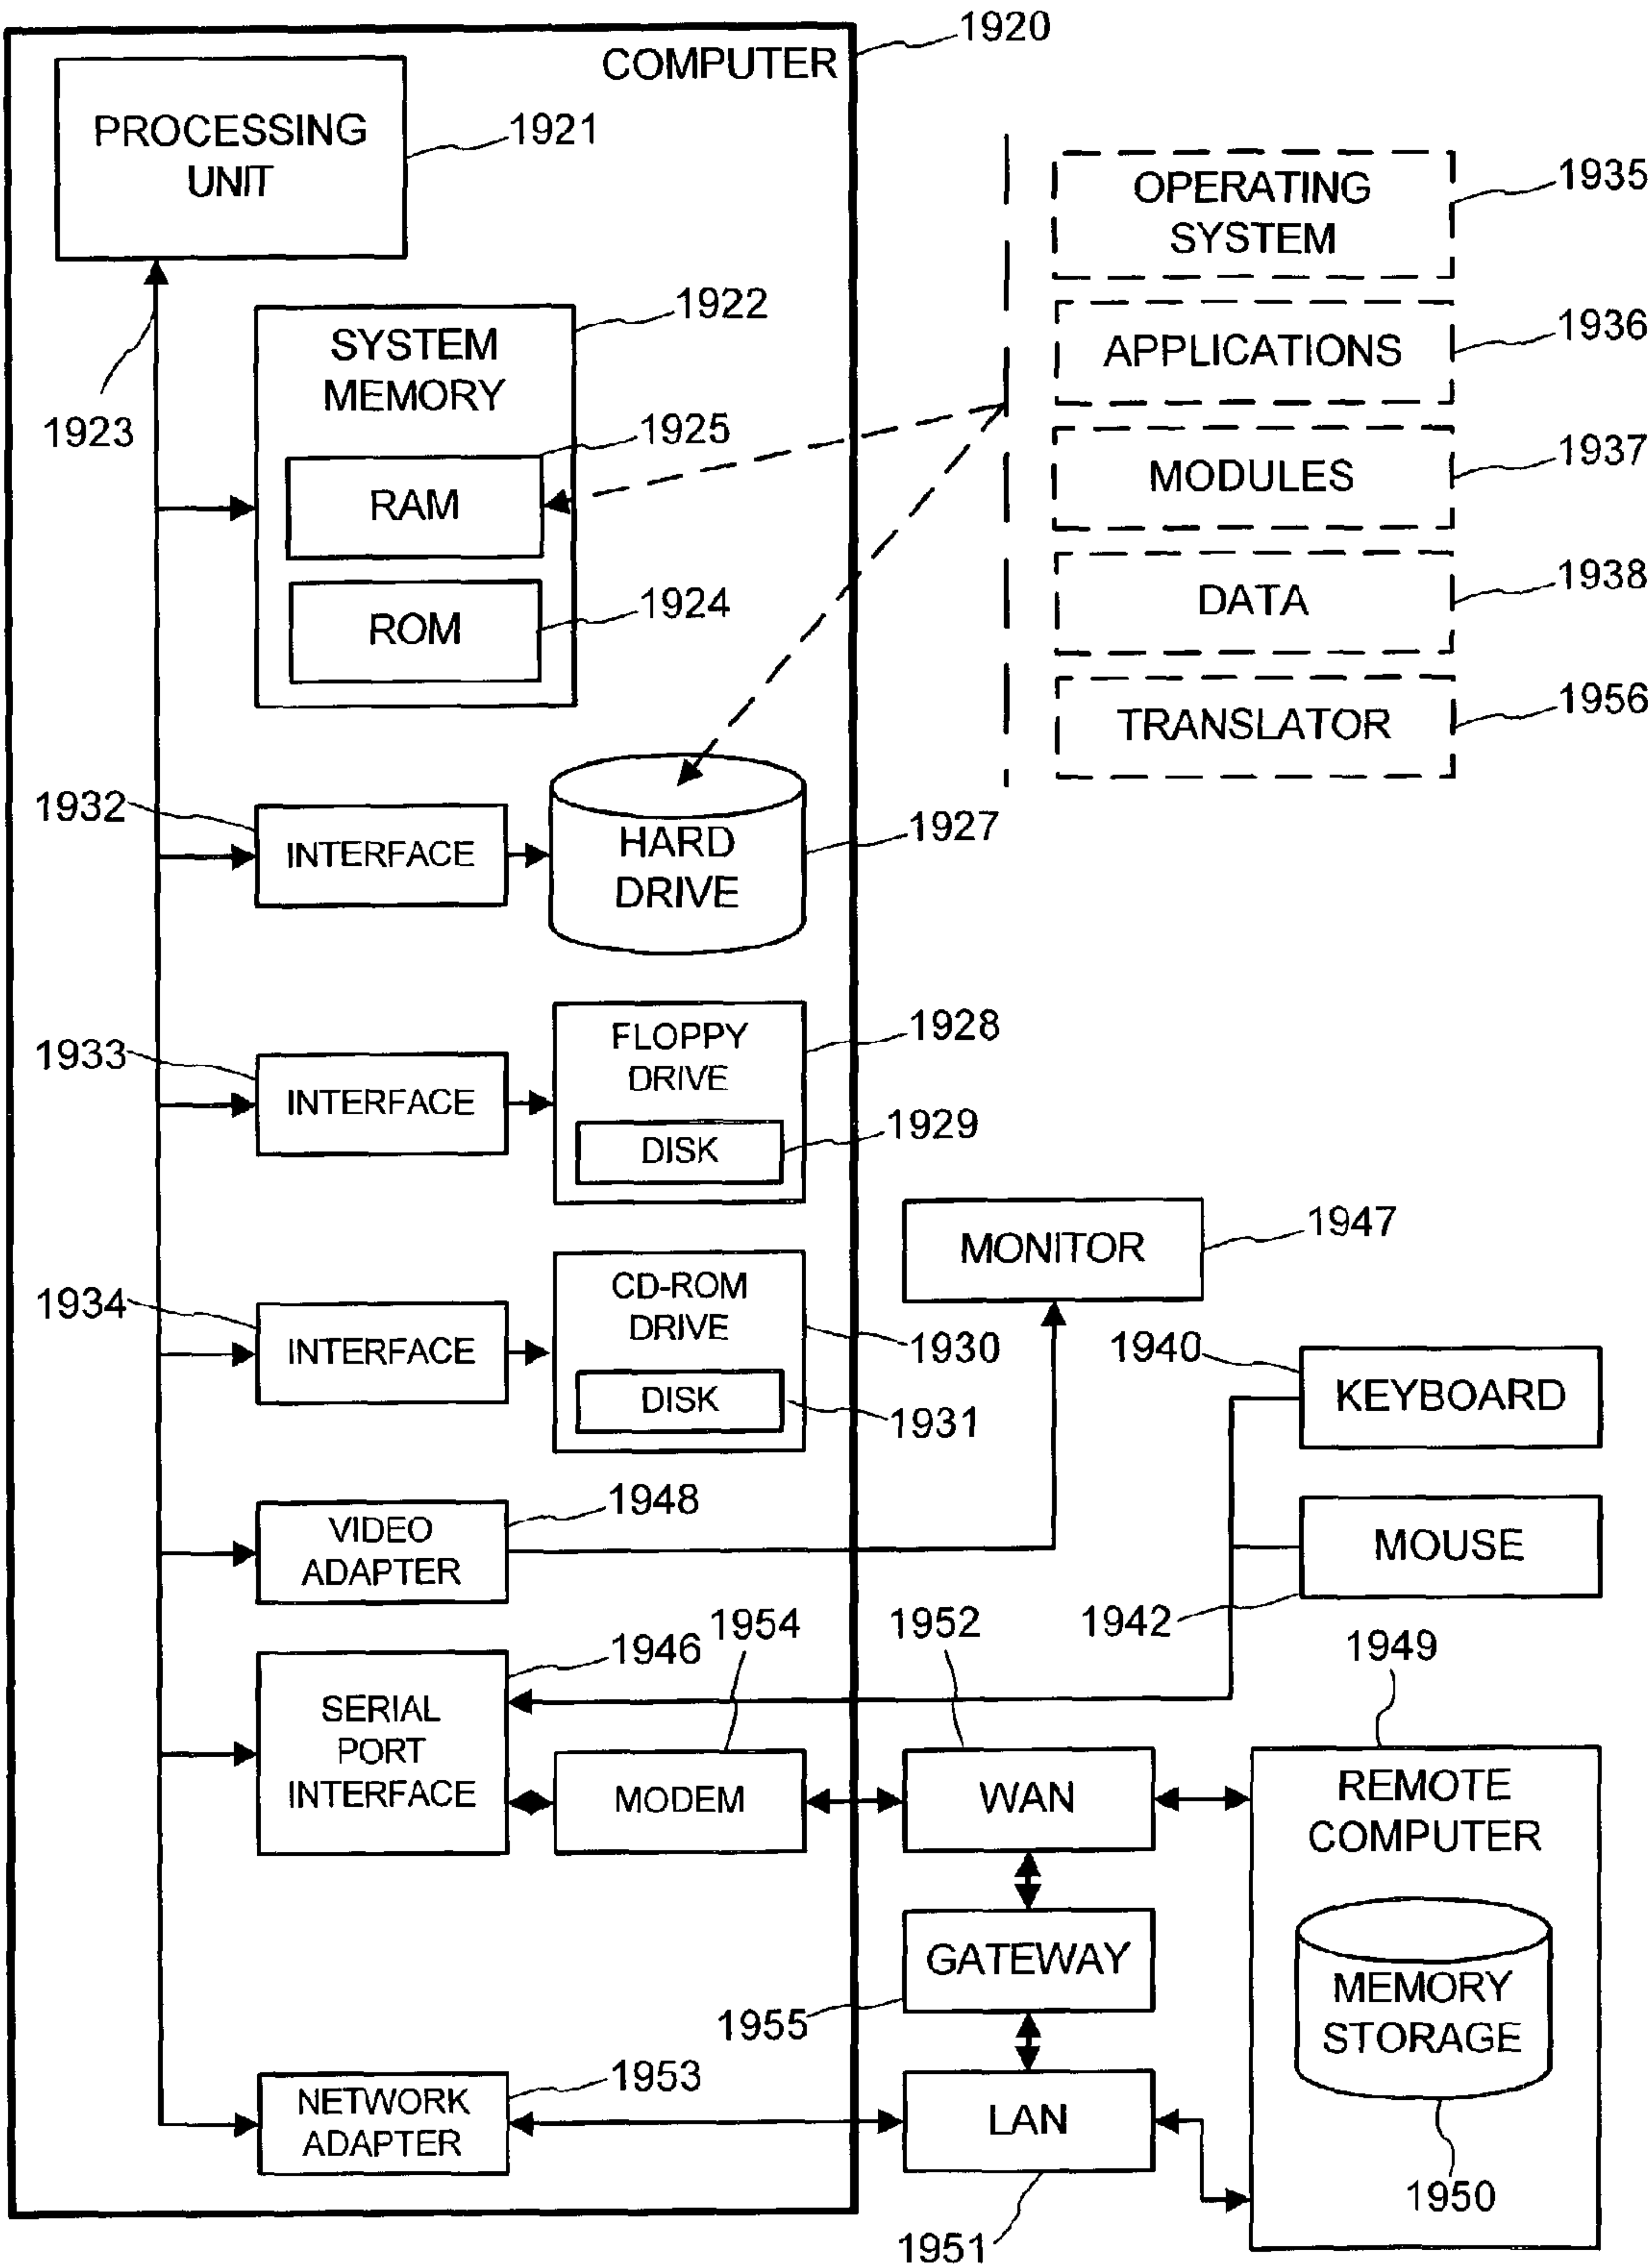 1920
COMPUTER
PROCESSING
UNIT
1921
1923
1922
SYSTEM
MEMORY
1925
RAM
1924
ROM
OPERATING
SYSTEM
1935
APPLICATIONS
1936
MODULES
1937
DATA
1938
TRANSLATOR
1956
1932
INTERFACE
HARD
DRIVE
1927
1933
INTERFACE
FLOPPY
DRIVE
1928
DISK
1929
1934
INTERFACE
CD-ROM
DRIVE
1930
DISK
1931
MONITOR
1947
1940
KEYBOARD
MOUSE
1942
1948
VIDEO
ADAPTER
1946
SERIAL
PORT
INTERFACE
1954
MODEM
1952
WAN
1949
REMOTE
COMPUTER
MEMORY
STORAGE
1950
GATEWAY
1955
1953
NETWORK
ADAPTER
LAN
1951